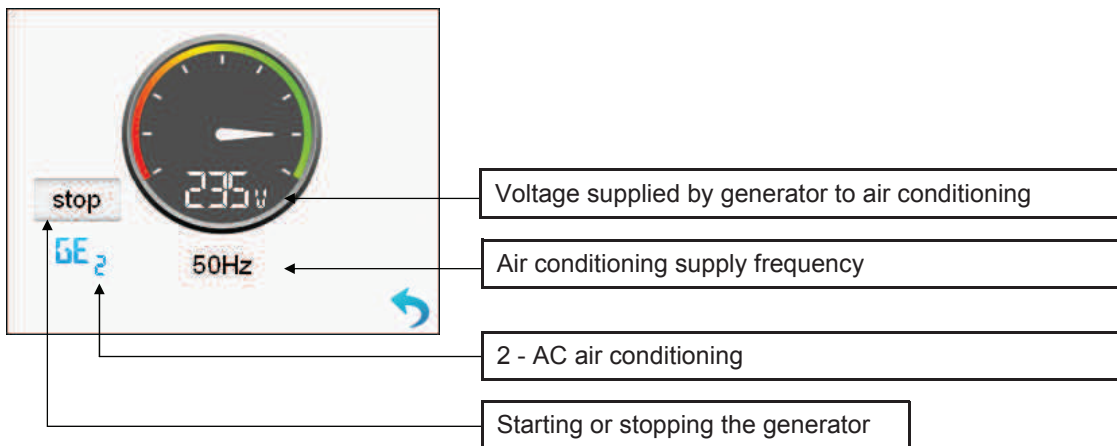 235V
stop
Voltage supplied by generator to air conditioning
GE 2
50Hz
Air conditioning supply frequency
2 - AC air conditioning
Starting or stopping the generator